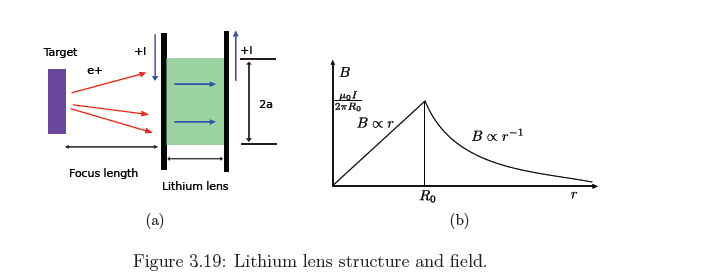 Target
e+
+I
+I
2a
Focus length
Lithium lens
(a)
B
μ₀I
2πR₀
B ∝ r
B ∝ r⁻¹
R₀
r
(b)
Figure 3.19: Lithium lens structure and field.